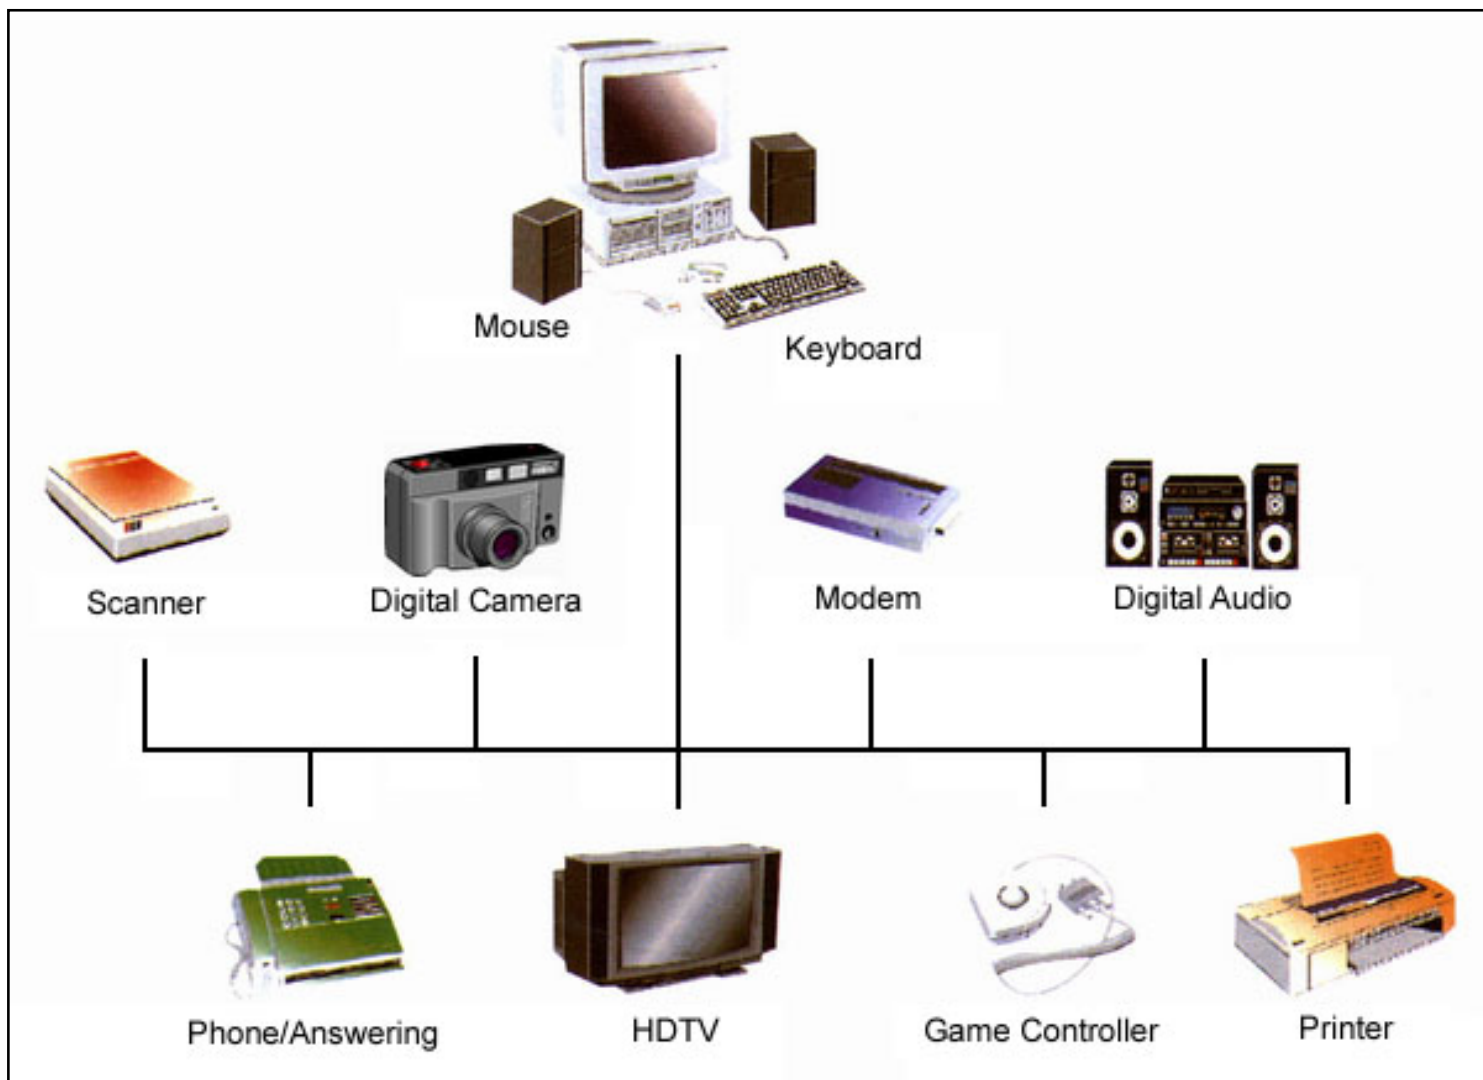 Mouse
Keyboard
Scanner
Digital Camera
Modem
Digital Audio
Phone/Answering
HDTV
Game Controller
Printer